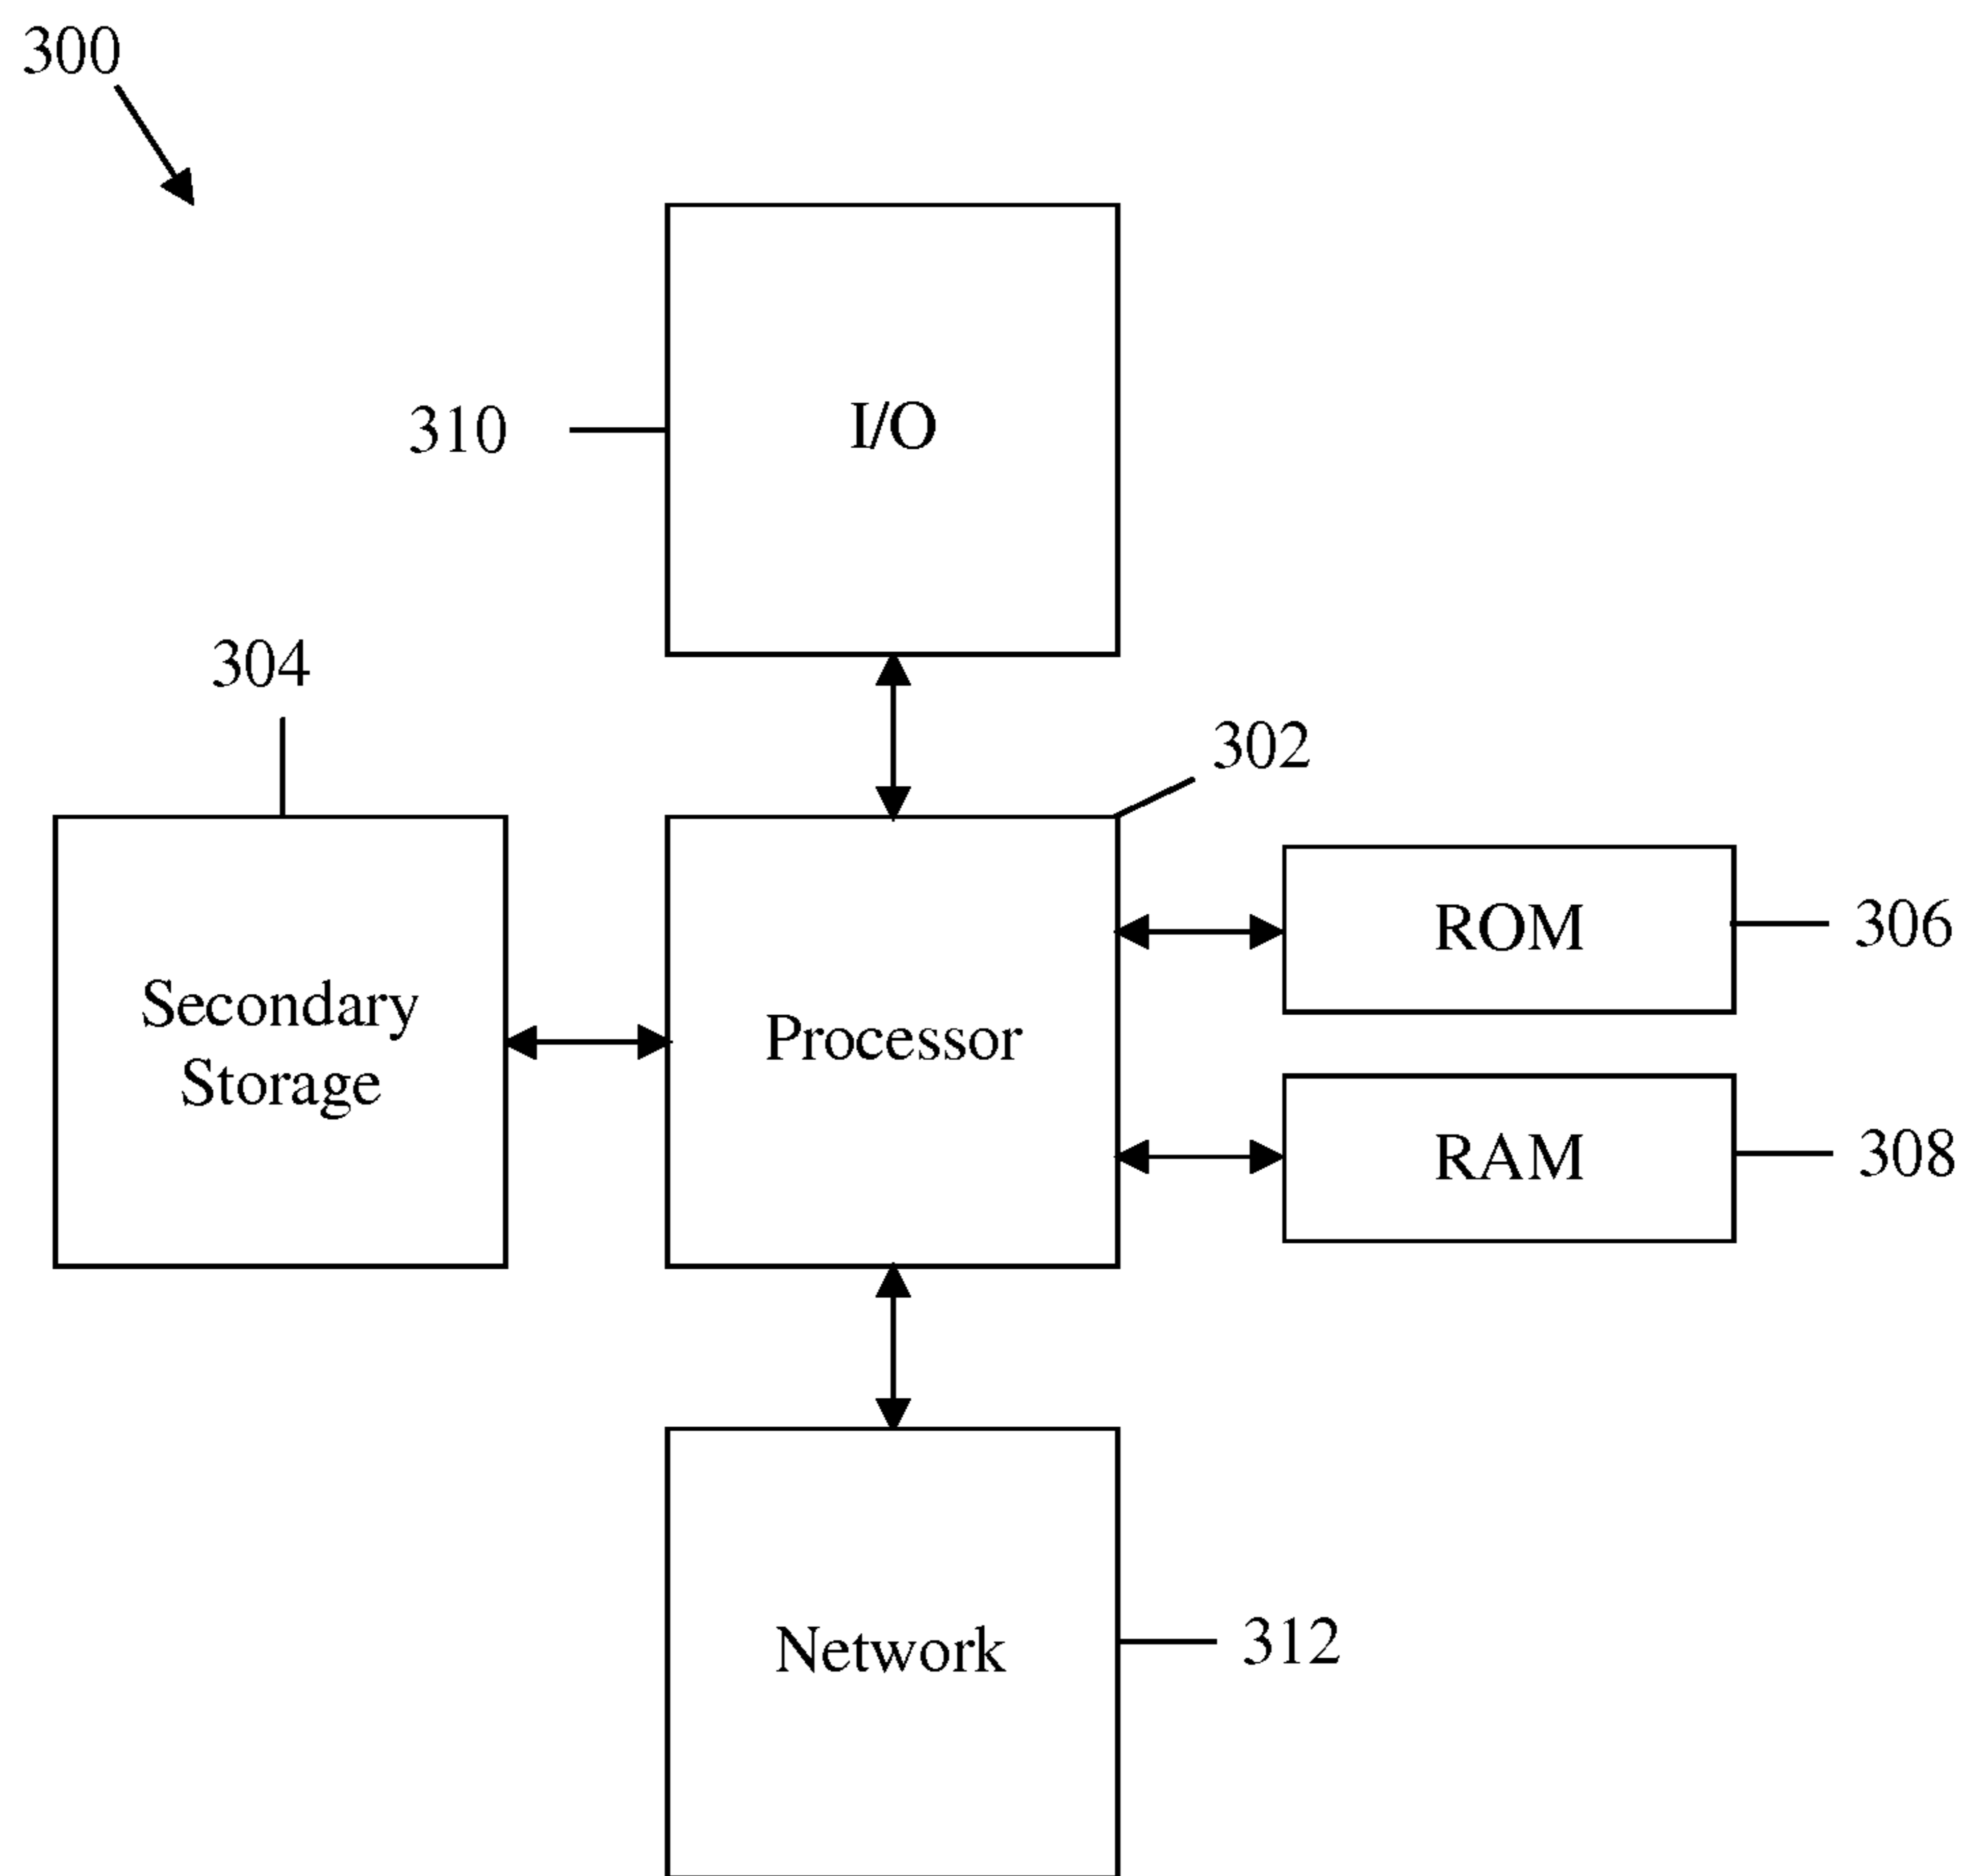 300
310
I/O
304
302
Secondary
Storage
Processor
ROM
306
RAM
308
Network
312